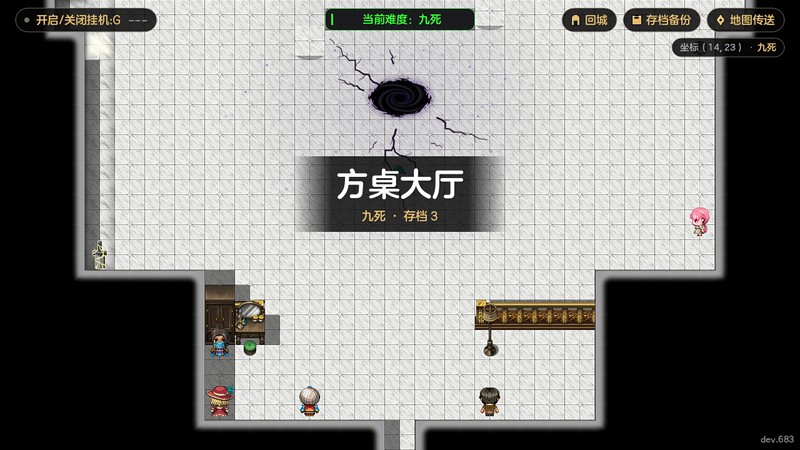 开启/关闭挂机:G ---
当前难度：九死
回城
存档备份
地图传送
坐标 (14,23) · 九死
方桌大厅
九死 · 存档 3
dev.683